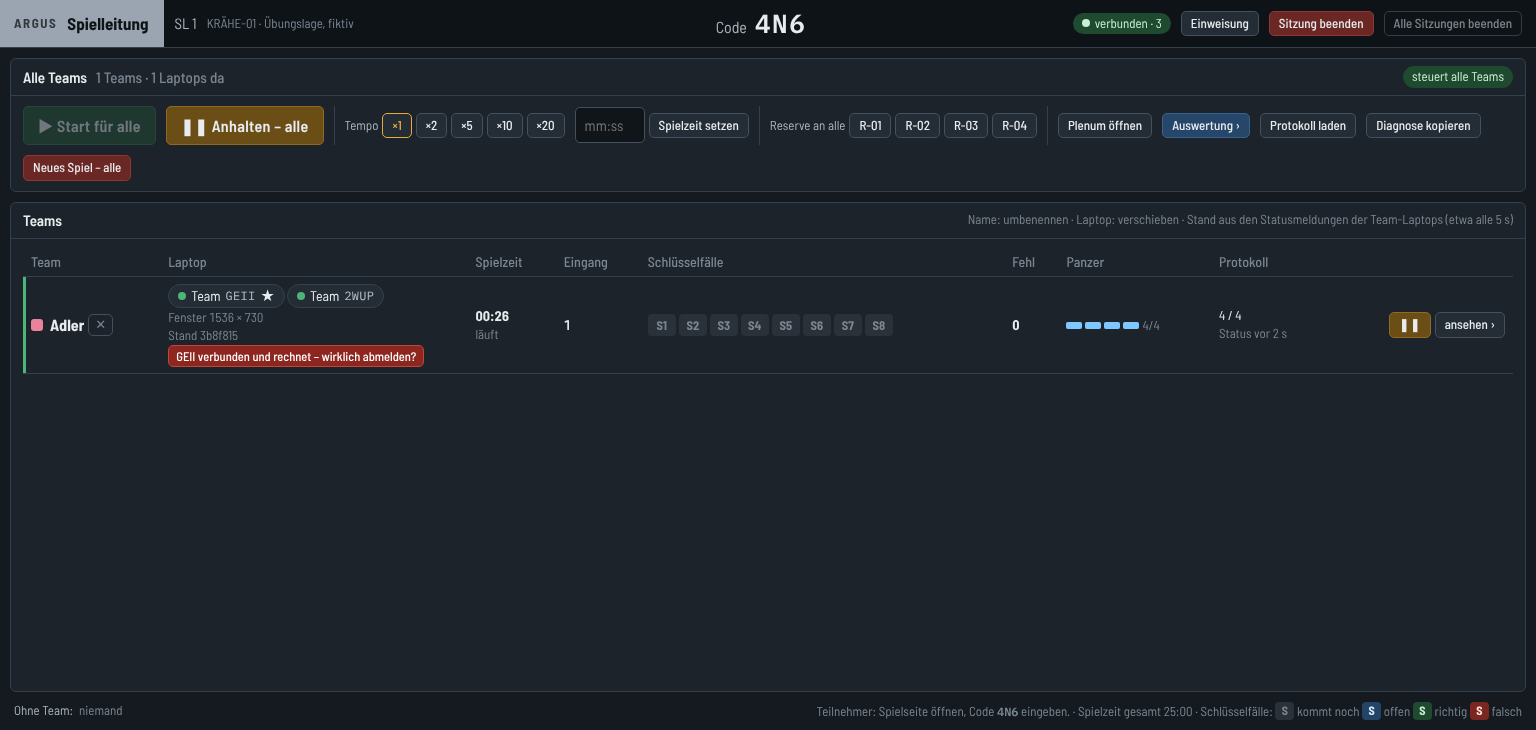 ARGUS Spielleitung SL 1 KRÄHE-01 · Übungslage, fiktiv Code 4N6 verbunden · 3 Einweisung Sitzung beenden Alle Sitzungen beenden
Alle Teams 1 Teams · 1 Laptops da steuert alle Teams
▶ Start für alle ❚❚ Anhalten – alle Tempo ×1 ×2 ×5 ×10 ×20 mm:ss Spielzeit setzen Reserve an alle R-01 R-02 R-03 R-04 Plenum öffnen Auswertung › Protokoll laden Diagnose kopieren
Neues Spiel – alle
Teams Name: umbenennen · Laptop: verschieben · Stand aus den Statusmeldungen der Team-Laptops (etwa alle 5 s)
Team Laptop Spielzeit Eingang Schlüsselfälle Fehl Panzer Protokoll
Team GEII ★ Team 2WUP
Fenster 1536 × 730 00:26 4 / 4
Adler × 1 S1 S2 S3 S4 S5 S6 S7 S8 0 4/4 ❚❚ ansehen ›
Stand 3b8f815 läuft Status vor 2 s
GEII verbunden und rechnet – wirklich abmelden?
Ohne Team: niemand Teilnehmer: Spielseite öffnen, Code 4N6 eingeben. · Spielzeit gesamt 25:00 · Schlüsselfälle: S kommt noch S offen S richtig S falsch